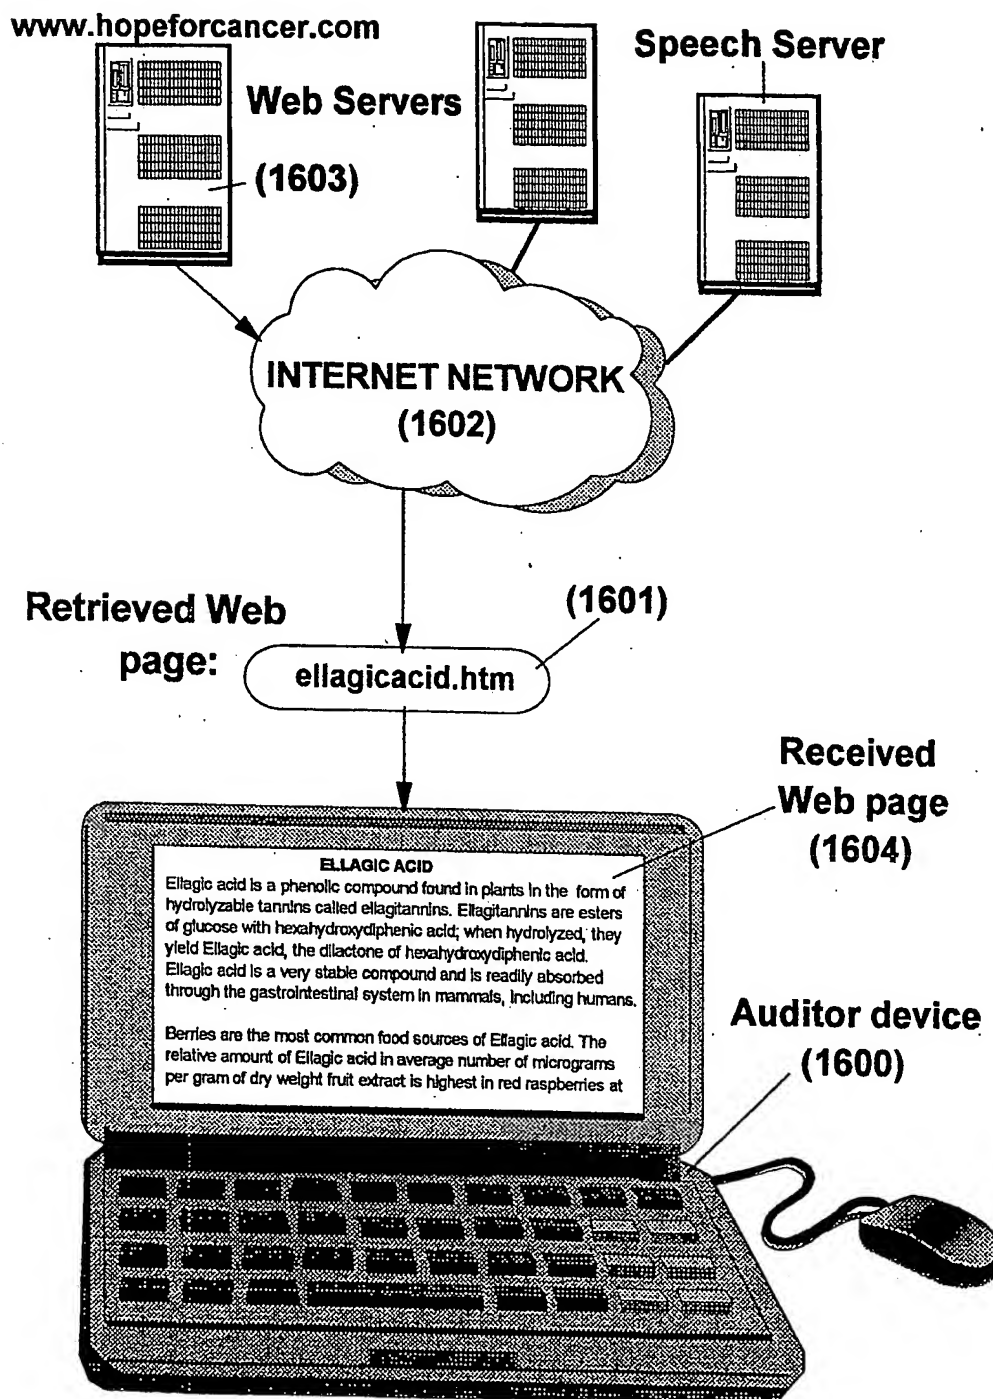 www.hopeforcancer.com
Speech Server
Web Servers
(1603)
INTERNET NETWORK
(1602)
Retrieved Web
page:
(1601)
ellagicacid.htm
Received
Web page
(1604)
ELLAGIC ACID
Ellagic acid is a phenolic compound found in plants in the form of
hydrolyzable tannins called ellagitannins. Ellagitannins are esters
of glucose with hexahydroxydiphenic acid; when hydrolyzed, they
yield Ellagic acid, the dilactone of hexahydroxydiphenic acid.
Ellagic acid is a very stable compound and is readily absorbed
through the gastrointestinal system in mammals, including humans.
Berries are the most common food sources of Ellagic acid. The
relative amount of Ellagic acid in average number of micrograms
per gram of dry weight fruit extract is highest in red raspberries at
Auditor device
(1600)